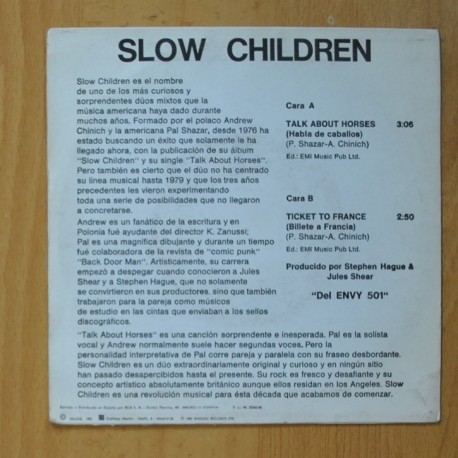 SLOW CHILDREN
Slow Children es el nombre
de uno de los más curiosos y
sorprendentes dúos mixtos que la
música americana haya dado durante
muchos años. Formado por el polaco Andrew
Chinich y la americana Pal Shazar, desde 1976 ha
estado buscando un éxito que solamente le ha
llegado ahora, con la publicación de su álbum
"Slow Children" y su single "Talk About Horses".
Pero también es cierto que el dúo no ha centrado
su línea musical hasta 1979 y que los tres años
precedentes les vieron experimentando
toda una serie de posibilidades que no llegaron
a concretarse.
Andrew es un fanático de la escritura y en
Polonia fué ayudante del director K. Zanussi;
Pal es una magnífica dibujante y durante un tiempo
fué colaboradora de la revista de "comic punk"
"Back Door Man". Artísticamente, su carrera
empezó a despegar cuando conocieron a Jules
Shear y a Stephen Hague, que no solamente
se convirtieron en sus productores, sino que también
trabajaron para la pareja como músicos
de estudio en las cintas que enviaban a los sellos
discográficos.
"Talk About Horses" es una canción sorprendente e inesperada. Pal es la solista
vocal y Andrew normalmente suele hacer segundas voces. Pero la
personalidad interpretativa de Pal corre pareja y paralela con su fraseo desbordante.
Slow Children es un dúo extraordinariamente original y curioso y en ningún sitio
han pasado desapercibidos hasta el presente. Su rock es fresco y desafiante y su
concepto artístico absolutamente británico aunque ellos residan en los Angeles. Slow
Children es una revolución musical para ésta década que acabamos de comenzar.
Cara A
TALK ABOUT HORSES 3:06
(Habla de caballos)
(P. Shazar-A. Chinich)
Ed.: EMI Music Pub Ltd.
Cara B
TICKET TO FRANCE 2:50
(Billete a Francia)
(P. Shazar-A. Chinich)
Ed.: EMI Music Pub Ltd.
Producido por Stephen Hague &
Jules Shear
"Del ENVY 501"